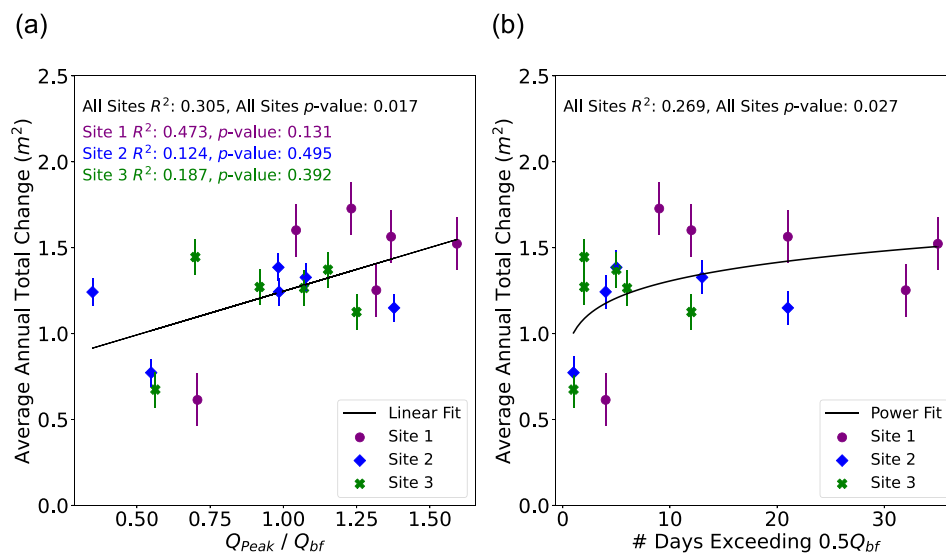 (a)
All Sites R²: 0.305, All Sites p-value: 0.017
Site 1 R²: 0.473, p-value: 0.131
Site 2 R²: 0.124, p-value: 0.495
Site 3 R²: 0.187, p-value: 0.392
Average Annual Total Change (m²)
2.5
2.0
1.5
1.0
0.5
0.0
Linear Fit
Site 1
Site 2
Site 3
0.50 0.75 1.00 1.25 1.50
Q_Peak / Q_bf
(b)
All Sites R²: 0.269, All Sites p-value: 0.027
Average Annual Total Change (m²)
2.5
2.0
1.5
1.0
0.5
0.0
Power Fit
Site 1
Site 2
Site 3
0 10 20 30
# Days Exceeding 0.5Q_bf